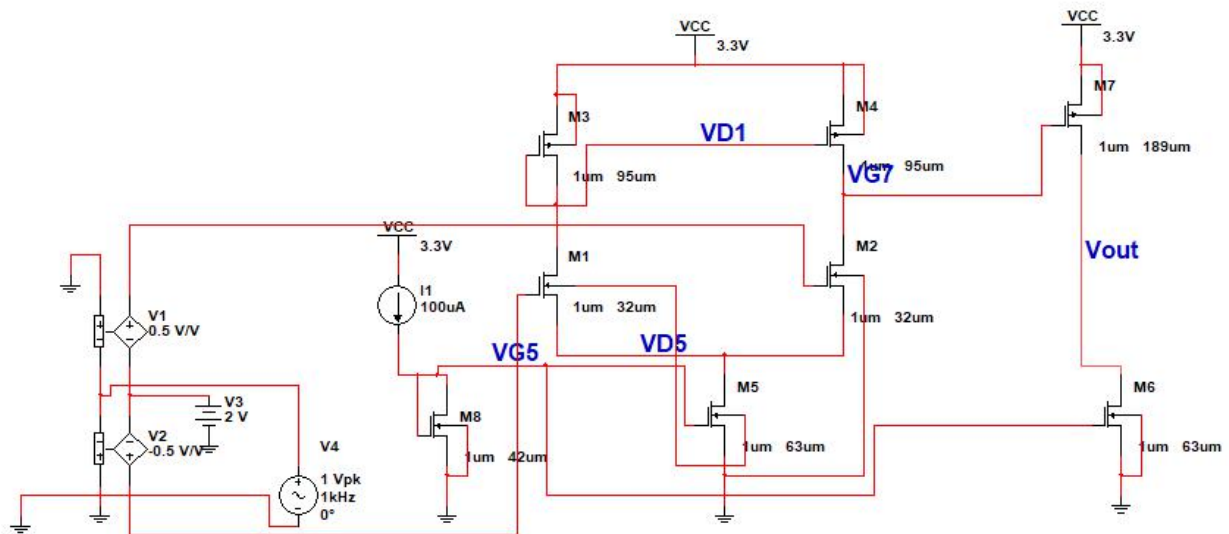 VCC
3.3V
VCC
3.3V
M3
M4
M7
VD1
1um 95um
1um 95um
1um 189um
VG7
VCC
3.3V
M1
M2
Vout
I1
100uA
1um 32um
1um 32um
V1
0.5 V/V
VG5
VD5
V3
2 V
M5
M6
M8
V2
-0.5 V/V
V4
1um 42um
1um 63um
1um 63um
1 Vpk
1kHz
0°